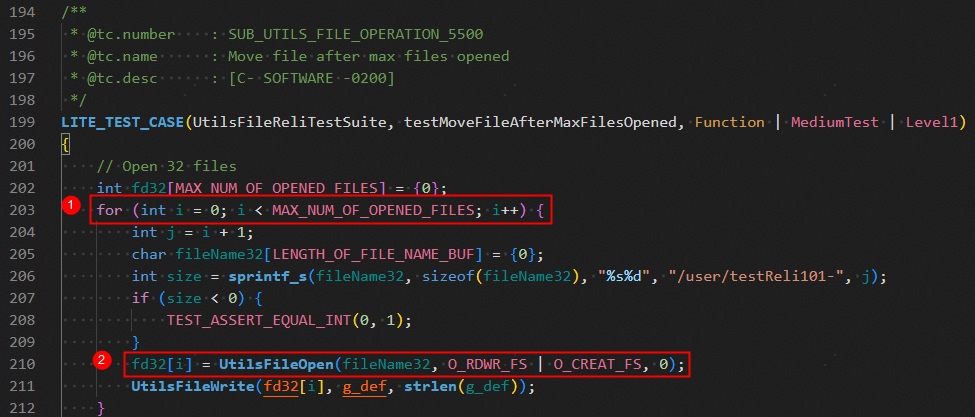 194 /**
195 * @tc.number : SUB_UTILS_FILE_OPERATION_5500
196 * @tc.name : Move file after max files opened
197 * @tc.desc : [C- SOFTWARE -0200]
198 */
199 LITE_TEST_CASE(UtilsFileReliTestSuite, testMoveFileAfterMaxFilesOpened, Function | MediumTest | Level1)
200 {
201 // Open 32 files
202 int fd32[MAX_NUM_OF_OPENED_FILES] = {0};
1
203 for (int i = 0; i < MAX_NUM_OF_OPENED_FILES; i++) {
204 int j = i + 1;
205 char fileName32[LENGTH_OF_FILE_NAME_BUF] = {0};
206 int size = sprintf_s(fileName32, sizeof(fileName32), "%s%d", "/user/testReli101-", j);
207 if (size < 0) {
208 TEST_ASSERT_EQUAL_INT(0, 1);
209 }
2
210 fd32[i] = UtilsFileOpen(fileName32, O_RDWR_FS | O_CREAT_FS, 0);
211 UtilsFileWrite(fd32[i], g_def, strlen(g_def));
212 }